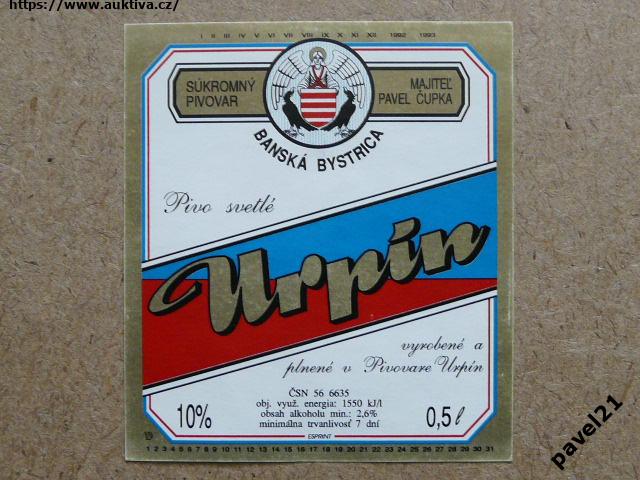 https://www.auktiva.cz/
I II III IV V VI VII VIII IX X XI XII 1992 1993
SÚKROMNÝ
PIVOVAR
MAJITEĽ
PAVEL ČUPKA
BANSKÁ BYSTRICA
Pivo svetlé
Urpín
vyrobené a
plnené v Pivovare Urpín
10%
ČSN 56 6635
obj. využ. energia: 1550 kJ/l
obsah alkoholu min.: 2,6%
minimálna trvanlivosť 7 dní
0,5 l
ESPRINT
1 2 3 4 5 6 7 8 9 10 11 12 13 14 15 16 17 18 19 20 21 22 23 24 25 26 27 28 29 30 31
pavel21